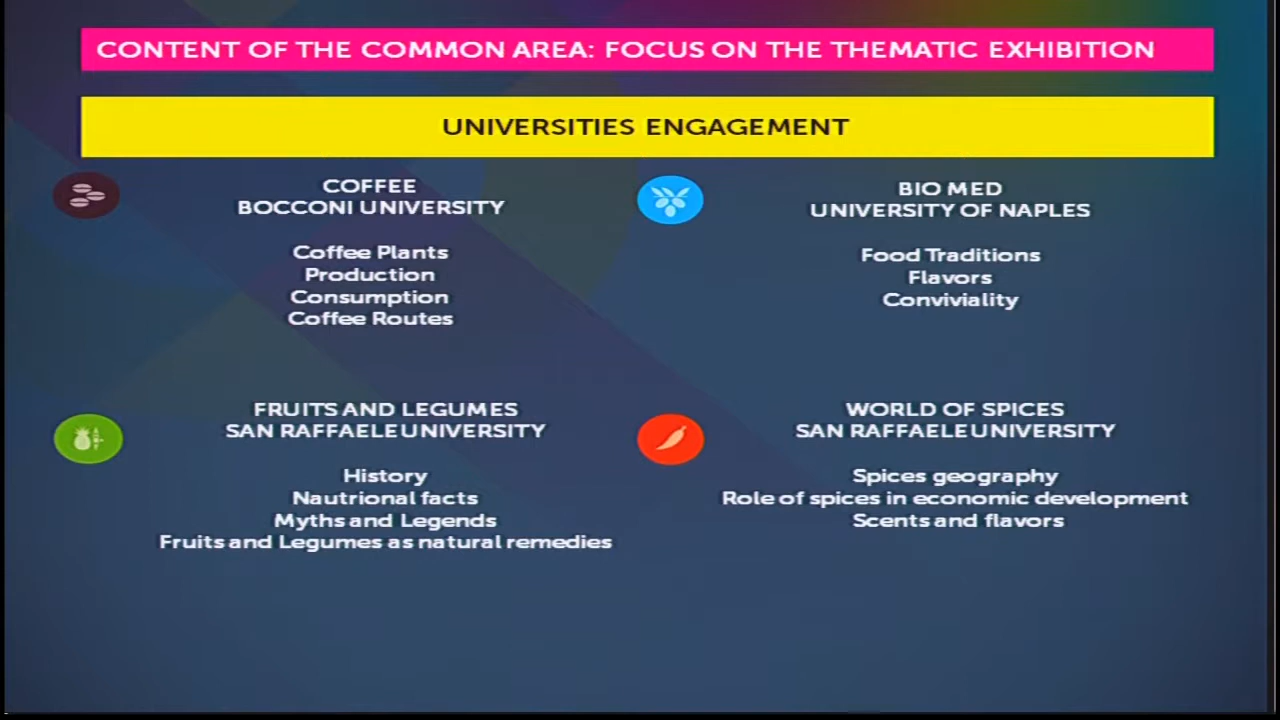 CONTENT OF THE COMMON AREA: FOCUS ON THE THEMATIC EXHIBITION
UNIVERSITIES ENGAGEMENT
COFFEE
BOCCONI UNIVERSITY
Coffee Plants
Production
Consumption
Coffee Routes
BIO MED
UNIVERSITY OF NAPLES
Food Traditions
Flavors
Conviviality
FRUITS AND LEGUMES
SAN RAFFAELE UNIVERSITY
History
Nautrional facts
Myths and Legends
Fruits and Legumes as natural remedies
WORLD OF SPICES
SAN RAFFAELE UNIVERSITY
Spices geography
Role of spices in economic development
Scents and flavors